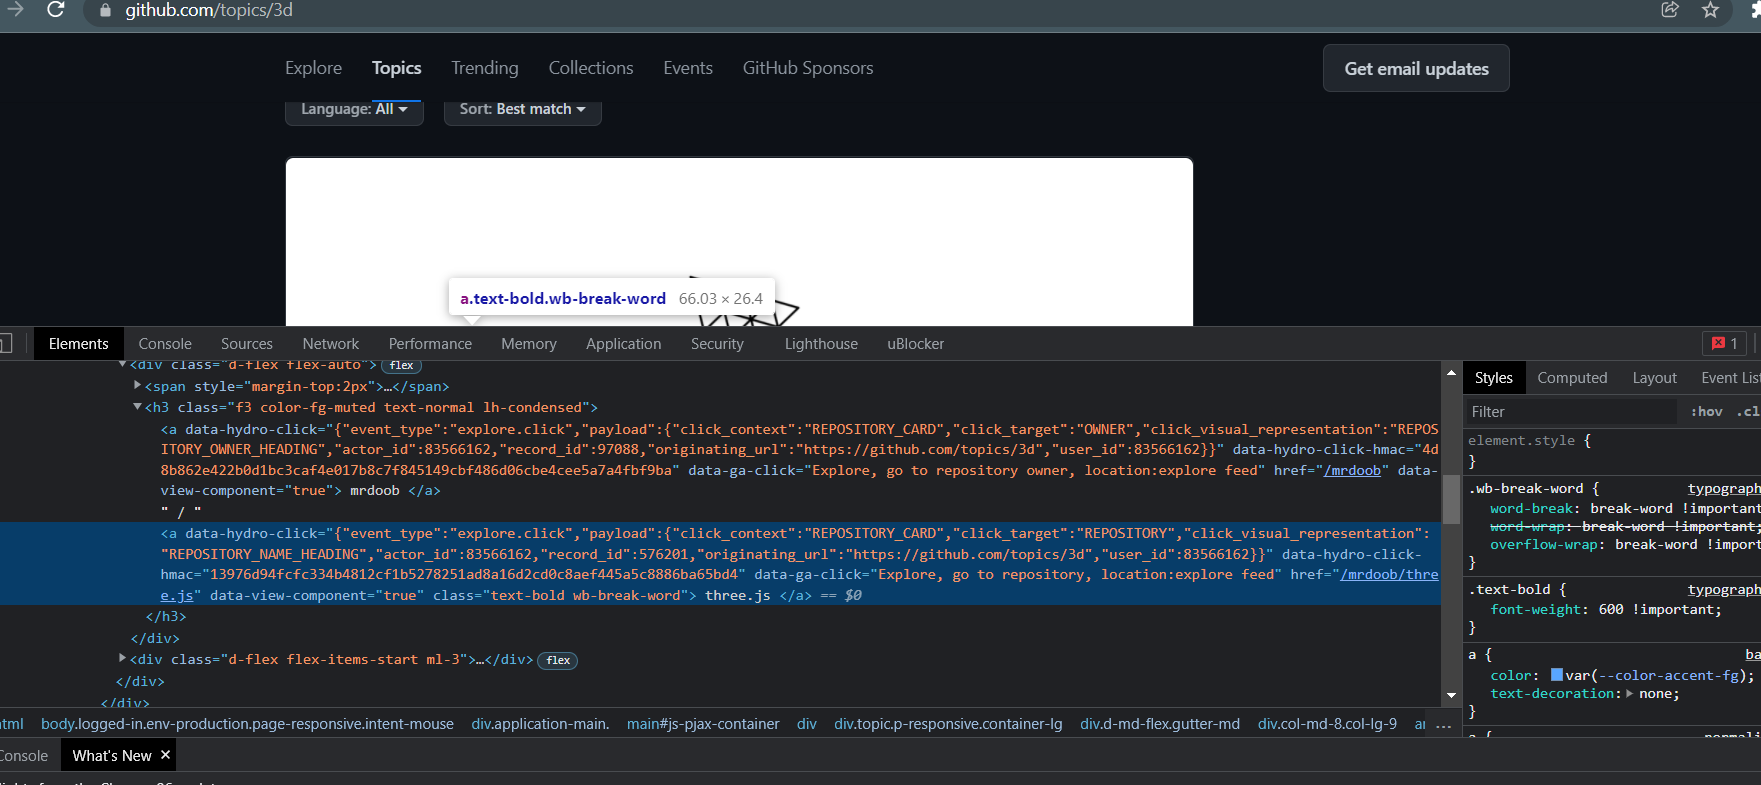 github.com/topics/3d
Explore Topics Trending Collections Events GitHub Sponsors Get email updates
Language: All Sort: Best match
a.text-bold.wb-break-word 66.03 × 26.4
Elements Console Sources Network Performance Memory Application Security Lighthouse uBlocker 1
<div class="d-flex flex-auto"> flex
<span style="margin-top:2px">…</span>
<h3 class="f3 color-fg-muted text-normal lh-condensed">
<a data-hydro-click="{"event_type":"explore.click","payload":{"click_context":"REPOSITORY_CARD","click_target":"OWNER","click_visual_representation":"REPOS
ITORY_OWNER_HEADING","actor_id":83566162,"record_id":97088,"originating_url":"https://github.com/topics/3d","user_id":83566162}}" data-hydro-click-hmac="4d
8b862e422b0d1bc3caf4e017b8c7f845149cbf486d06cbe4cee5a7a4fbf9ba" data-ga-click="Explore, go to repository owner, location:explore feed" href="/mrdoob" data-
view-component="true"> mrdoob </a>
" / "
<a data-hydro-click="{"event_type":"explore.click","payload":{"click_context":"REPOSITORY_CARD","click_target":"REPOSITORY","click_visual_representation":
"REPOSITORY_NAME_HEADING","actor_id":83566162,"record_id":576201,"originating_url":"https://github.com/topics/3d","user_id":83566162}}" data-hydro-click-
hmac="13976d94fcfc334b4812cf1b5278251ad8a16d2cd0c8aef445a5c8886ba65bd4" data-ga-click="Explore, go to repository, location:explore feed" href="/mrdoob/thre
e.js" data-view-component="true" class="text-bold wb-break-word"> three.js </a> == $0
</h3>
</div>
<div class="d-flex flex-items-start ml-3">…</div> flex
</div>
</div>
Styles Computed Layout Event Lis
Filter :hov .cl
element.style {
}
.wb-break-word { typograph
word-break: break-word !important
word-wrap: break-word !important;
overflow-wrap: break-word !import
}
.text-bold { typograph
font-weight: 600 !important;
}
a { ba
color: var(--color-accent-fg);
text-decoration: none;
}
a { normali
html body.logged-in.env-production.page-responsive.intent-mouse div.application-main. main#js-pjax-container div div.topic.p-responsive.container-lg div.d-md-flex.gutter-md div.col-md-8.col-lg-9 ar ...
Console What's New ×